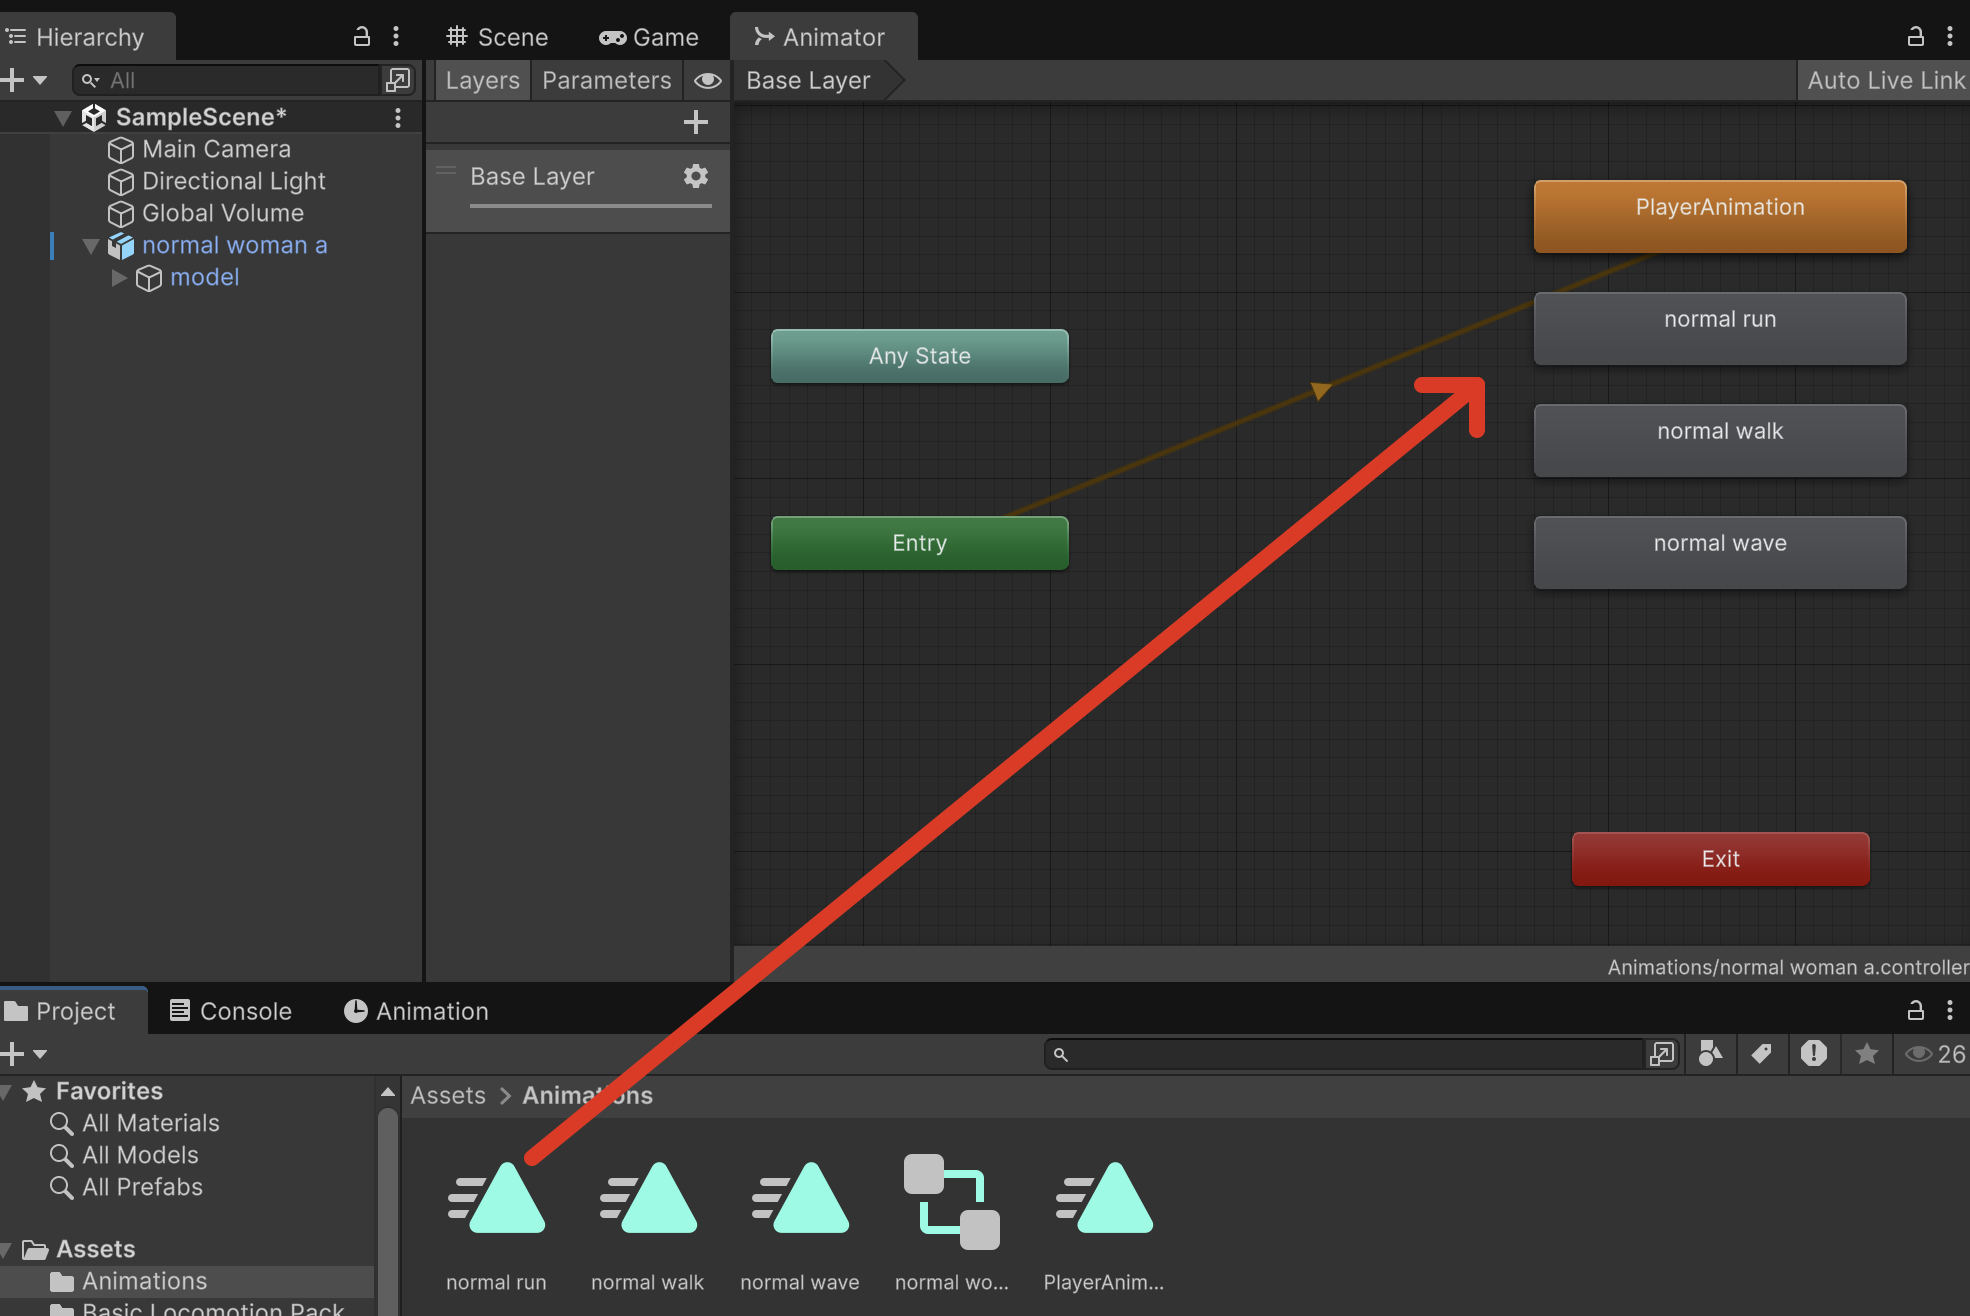 Hierarchy
Scene
Game
Animator
All
Layers
Parameters
Base Layer
Auto Live Link
SampleScene*
Main Camera
Directional Light
Global Volume
normal woman a
model
Base Layer
PlayerAnimation
normal run
Any State
normal walk
Entry
normal wave
Exit
Animations/normal woman a.controller
Project
Console
Animation
26
Favorites
All Materials
All Models
All Prefabs
Assets
Animations
Basic Locomotion Pack
Assets > Animations
normal run
normal walk
normal wave
normal wo...
PlayerAnim...